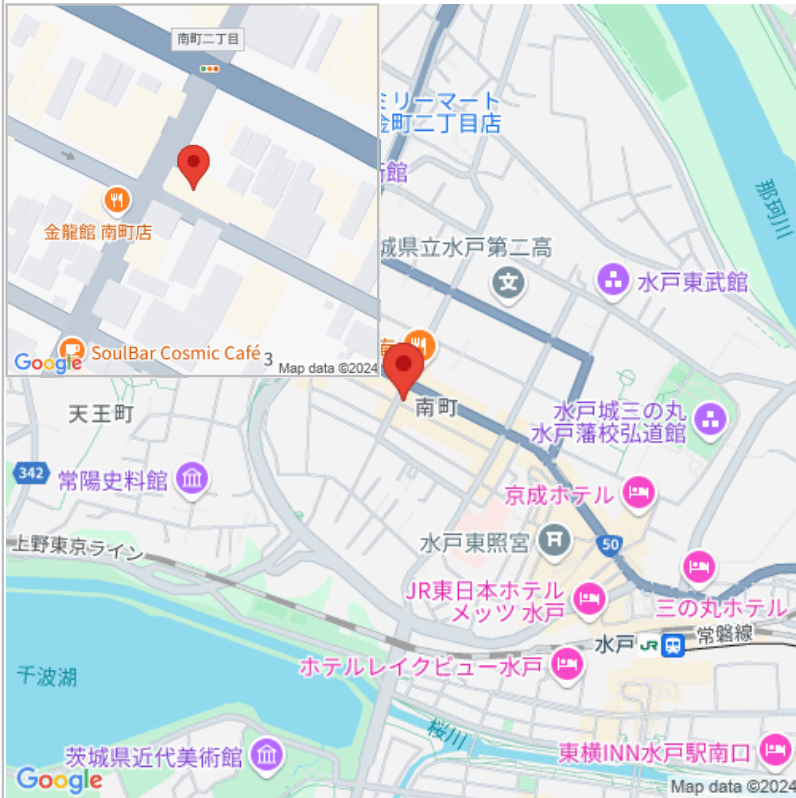 南町二丁目
金龍館 南町店
SoulBar Cosmic Café
3
Google
Map data ©2024
ミリーマート
金町二丁目店
術館
城県立水戸第二高
水戸東武館
那珂川
南町
水戸城三の丸
水戸藩校弘道館
天王町
342
常陽史料館
京成ホテル
上野東京ライン
水戸東照宮
50
JR東日本ホテル
メッツ 水戸
三の丸ホテル
水戸
JR
常磐線
ホテルレイクビュー水戸
千波湖
桜川
茨城県近代美術館
東横INN水戸駅南口
Google
Map data ©2024